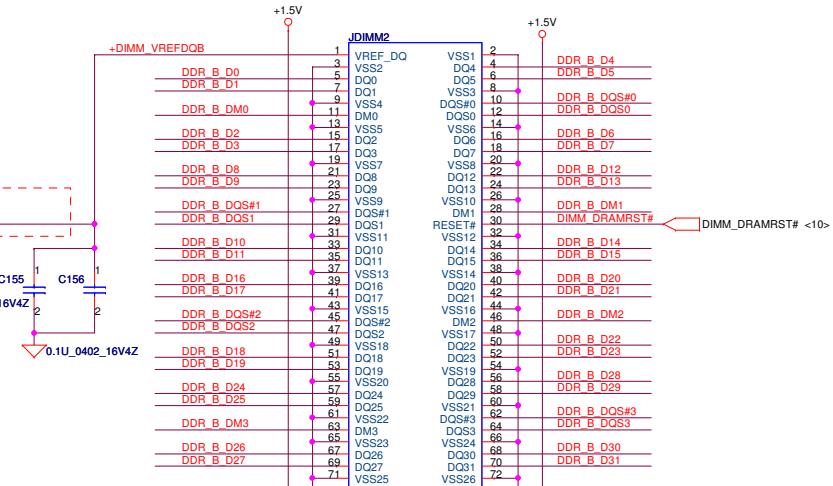 +1.5V
+1.5V
JDIMM2
+DIMM_VREFDQB 1 VREF_DQ VSS1 2
3 VSS2 DQ4 4 DDR_B_D4
DDR_B_D0 5 DQ0 DQ5 6 DDR_B_D5
DDR_B_D1 7 DQ1 VSS3 8
9 VSS4 DQS#0 10 DDR_B_DQS#0
DDR_B_DM0 11 DM0 DQS0 12 DDR_B_DQS0
13 VSS5 VSS6 14
DDR_B_D2 15 DQ2 DQ6 16 DDR_B_D6
DDR_B_D3 17 DQ3 DQ7 18 DDR_B_D7
19 VSS7 VSS8 20
DDR_B_D8 21 DQ8 DQ12 22 DDR_B_D12
DDR_B_D9 23 DQ9 DQ13 24 DDR_B_D13
25 VSS9 VSS10 26
DDR_B_DQS#1 27 DQS#1 DM1 28 DDR_B_DM1
DDR_B_DQS1 29 DQS1 RESET# 30 DIMM_DRAMRST# DIMM_DRAMRST# <10>
31 VSS11 VSS12 32
DDR_B_D10 33 DQ10 DQ14 34 DDR_B_D14
DDR_B_D11 35 DQ11 DQ15 36 DDR_B_D15
37 VSS13 VSS14 38
DDR_B_D16 39 DQ16 DQ20 40 DDR_B_D20
DDR_B_D17 41 DQ17 DQ21 42 DDR_B_D21
43 VSS15 VSS16 44
DDR_B_DQS#2 45 DQS#2 DM2 46 DDR_B_DM2
DDR_B_DQS2 47 DQS2 VSS17 48
49 VSS18 DQ22 50 DDR_B_D22
DDR_B_D18 51 DQ18 DQ23 52 DDR_B_D23
DDR_B_D19 53 DQ19 VSS19 54
55 VSS20 DQ28 56 DDR_B_D28
DDR_B_D24 57 DQ24 DQ29 58 DDR_B_D29
DDR_B_D25 59 DQ25 VSS21 60
61 VSS22 DQS#3 62 DDR_B_DQS#3
DDR_B_DM3 63 DM3 DQS3 64 DDR_B_DQS3
65 VSS23 VSS24 66
DDR_B_D26 67 DQ26 DQ30 68 DDR_B_D30
DDR_B_D27 69 DQ27 DQ31 70 DDR_B_D31
71 VSS25 VSS26 72
1 1
C155 C156
16V4Z
2 2
0.1U_0402_16V4Z